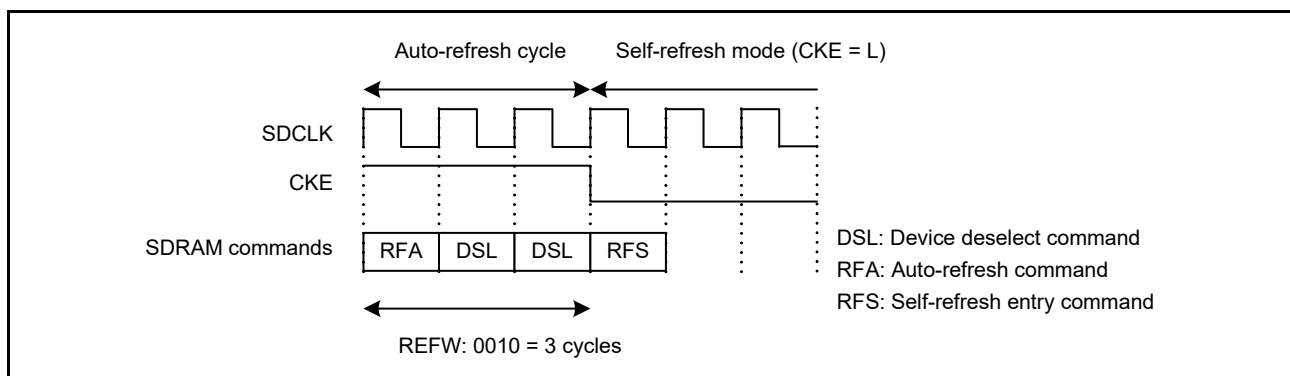 Auto-refresh cycle Self-refresh mode (CKE = L)
SDCLK
CKE
SDRAM commands RFA DSL DSL RFS
DSL: Device deselect command
RFA: Auto-refresh command
RFS: Self-refresh entry command
REFW: 0010 = 3 cycles